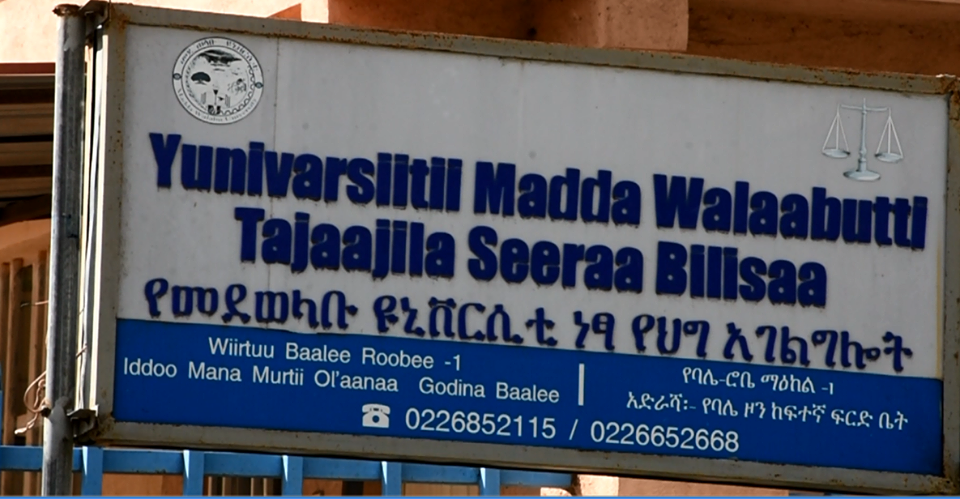 Yunivarsiitii Madda Walaabutti
Tajaajila Seeraa Bilisaa
የመደወላቡ ዩኒቨርሲቲ ነፃ የህግ አገልግሎት
Wiirtuu Baalee Roobee -1
Iddoo Mana Murtii Ol'aanaa Godina Baalee
የባሌ-ሮቤ ማዕከል -1
አድራሻ፡- የባሌ ዞን ከፍተኛ ፍርድ ቤት
☎ 0226852115 / 0226652668